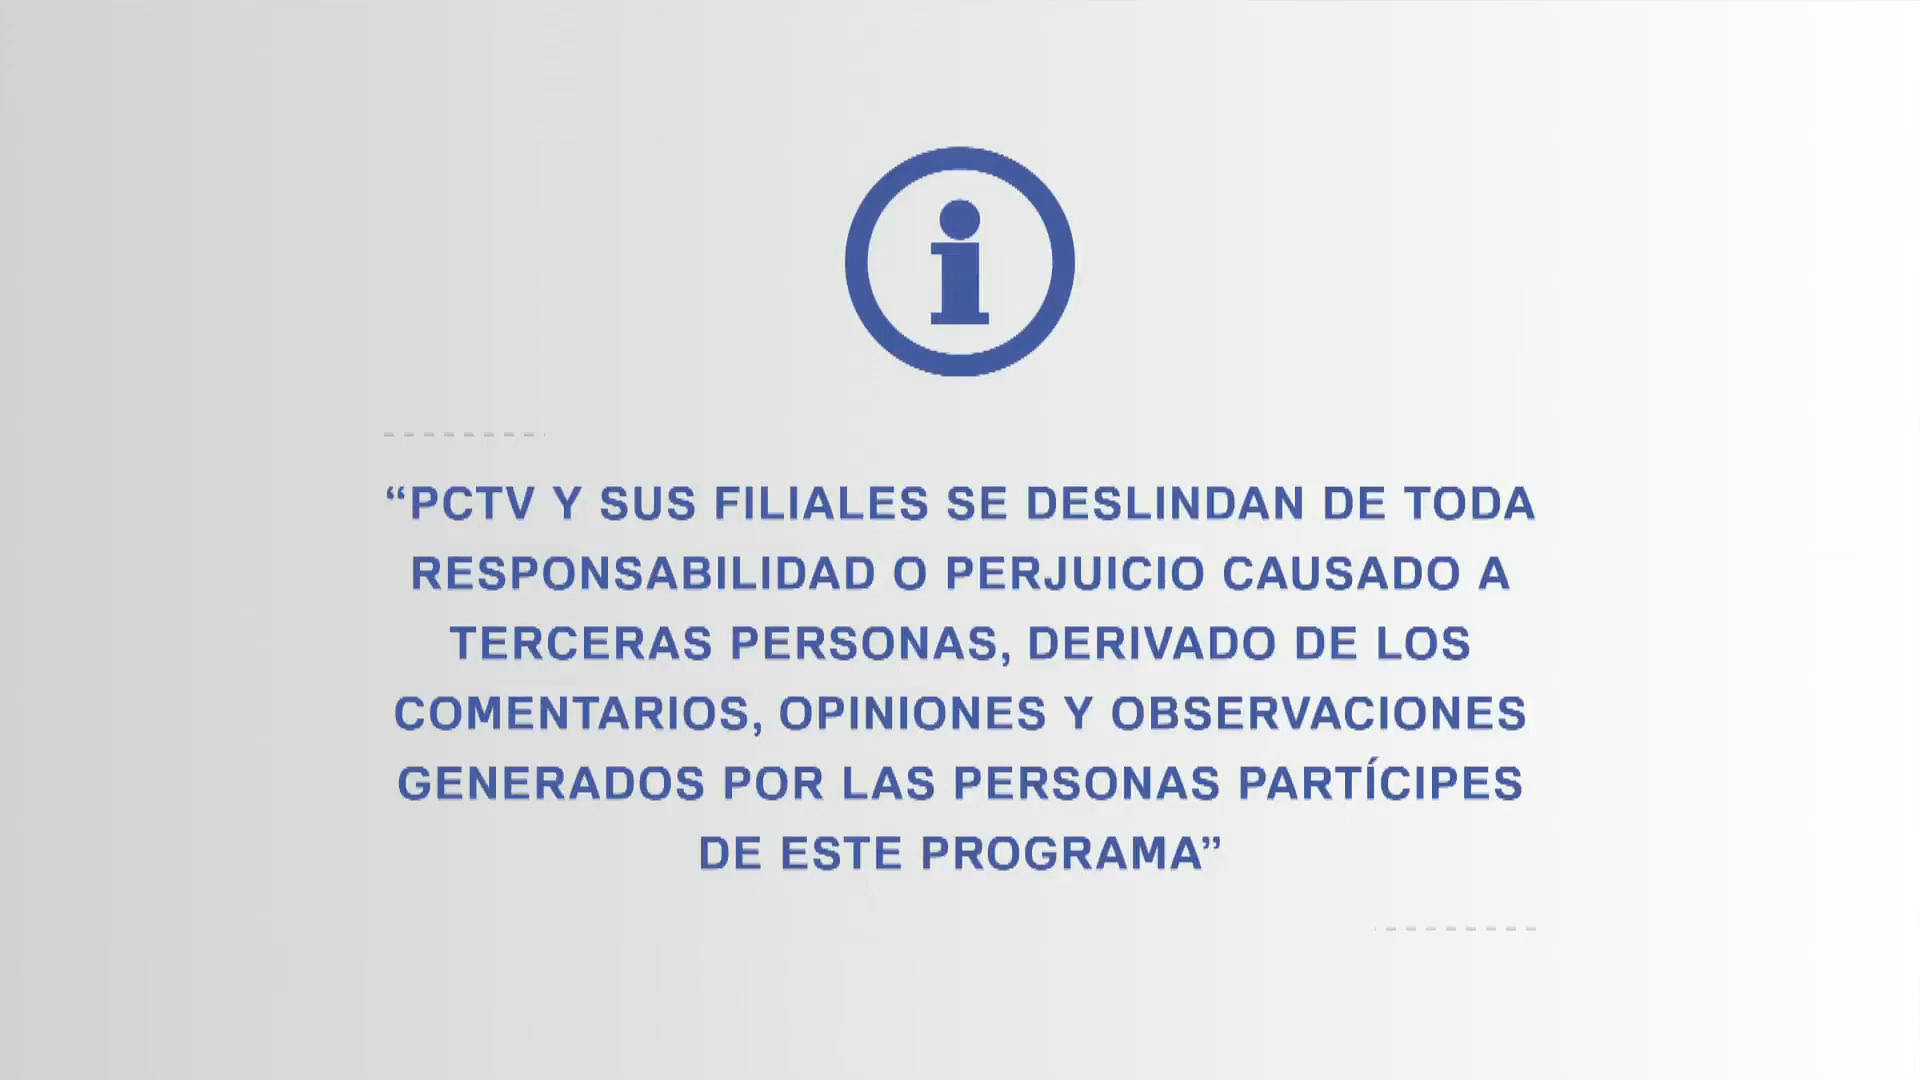 “PCTV Y SUS FILIALES SE DESLINDAN DE TODA
RESPONSABILIDAD O PERJUICIO CAUSADO A
TERCERAS PERSONAS, DERIVADO DE LOS
COMENTARIOS, OPINIONES Y OBSERVACIONES
GENERADOS POR LAS PERSONAS PARTÍCIPES
DE ESTE PROGRAMA”